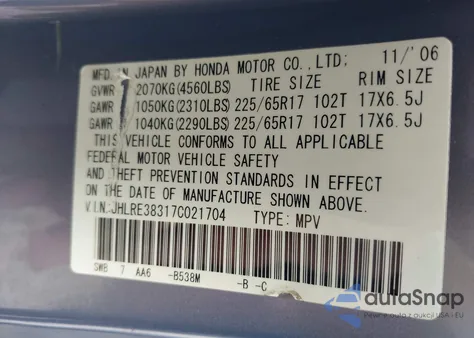 MFD. IN JAPAN BY HONDA MOTOR CO., LTD; 11/'06
GVWR 2070KG(4560LBS) TIRE SIZE RIM SIZE
GAWR 1050KG(2310LBS) 225/65R17 102T 17X6.5J
GAWR 1040KG(2290LBS) 225/65R17 102T 17X6.5J
THIS VEHICLE CONFORMS TO ALL APPLICABLE
FEDERAL MOTOR VEHICLE SAFETY
AND THEFT PREVENTION STANDARDS IN EFFECT
ON THE DATE OF MANUFACTURE SHOWN ABOVE.
V.I.N: JHLRE38317C021704 TYPE: MPV
SWB 7 AA6 -B538M -B -C
autoSnap